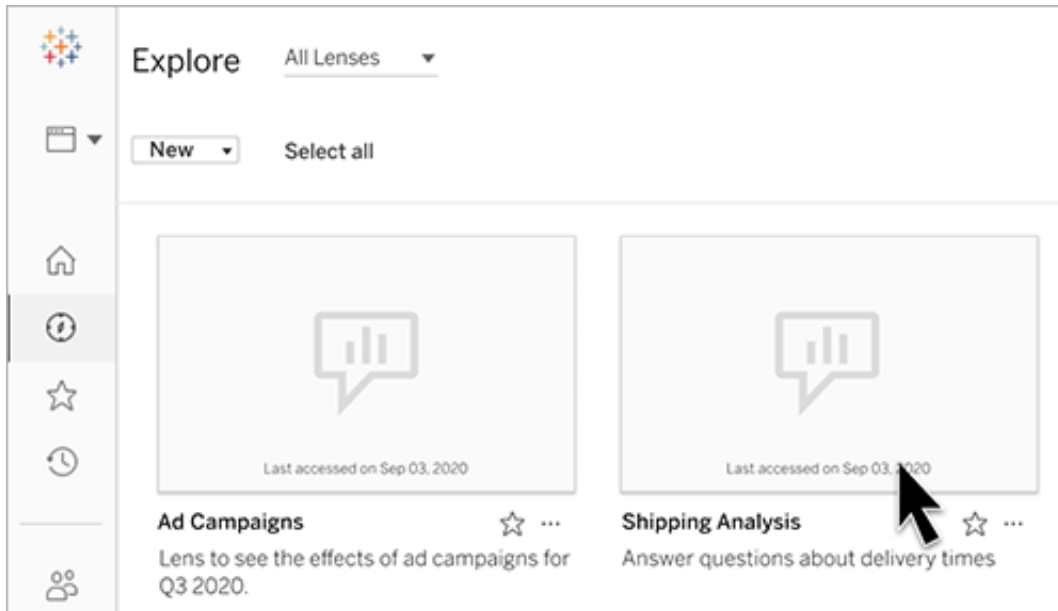 Explore
All Lenses
New
Select all
Last accessed on Sep 03, 2020
Last accessed on Sep 03, 2020
Ad Campaigns
Shipping Analysis
Lens to see the effects of ad campaigns for
Q3 2020.
Answer questions about delivery times